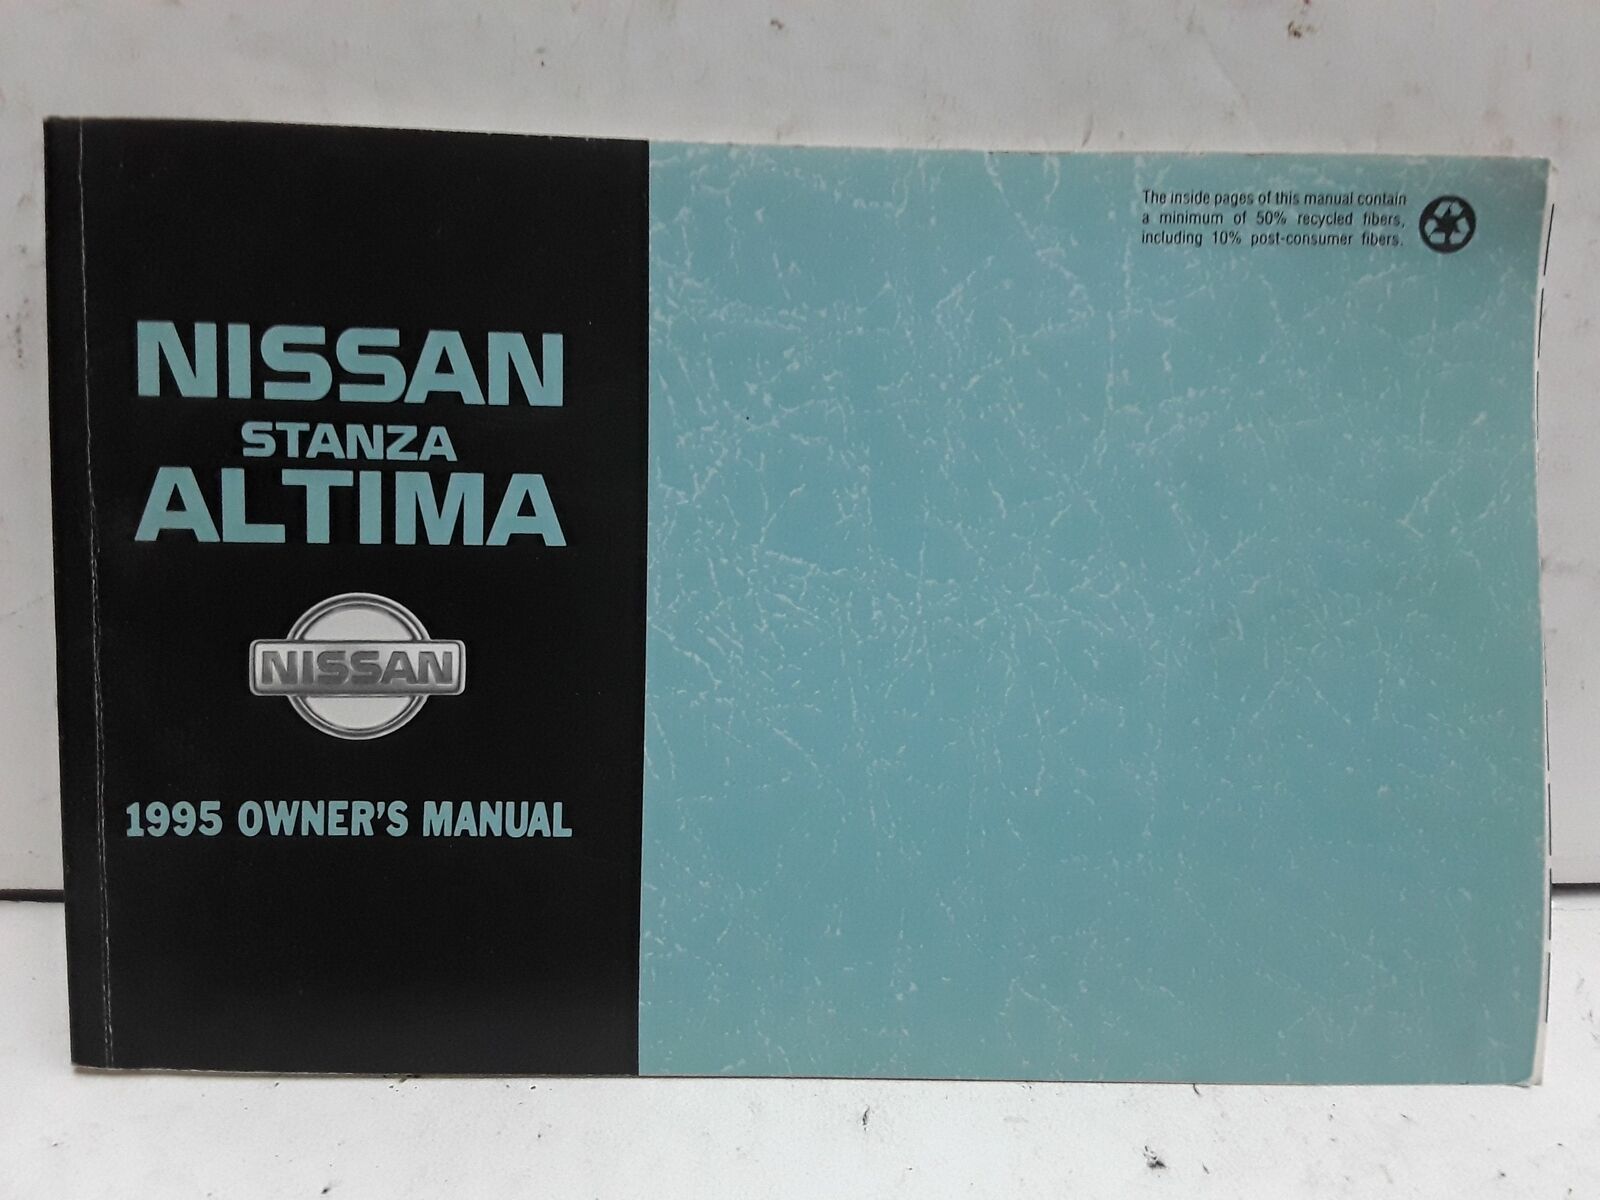 The inside pages of this manual contain
a minimum of 50% recycled fibers,
including 10% post-consumer fibers.
NISSAN
STANZA
ALTIMA
NISSAN
1995 OWNER'S MANUAL